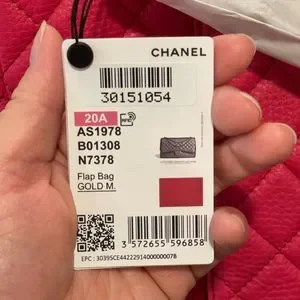 CHANEL
30151054
20A
AS1978
B01308
N7378
Flap Bag
GOLD M.
3 572655 596858
EPC : 30395CE44222914000000078